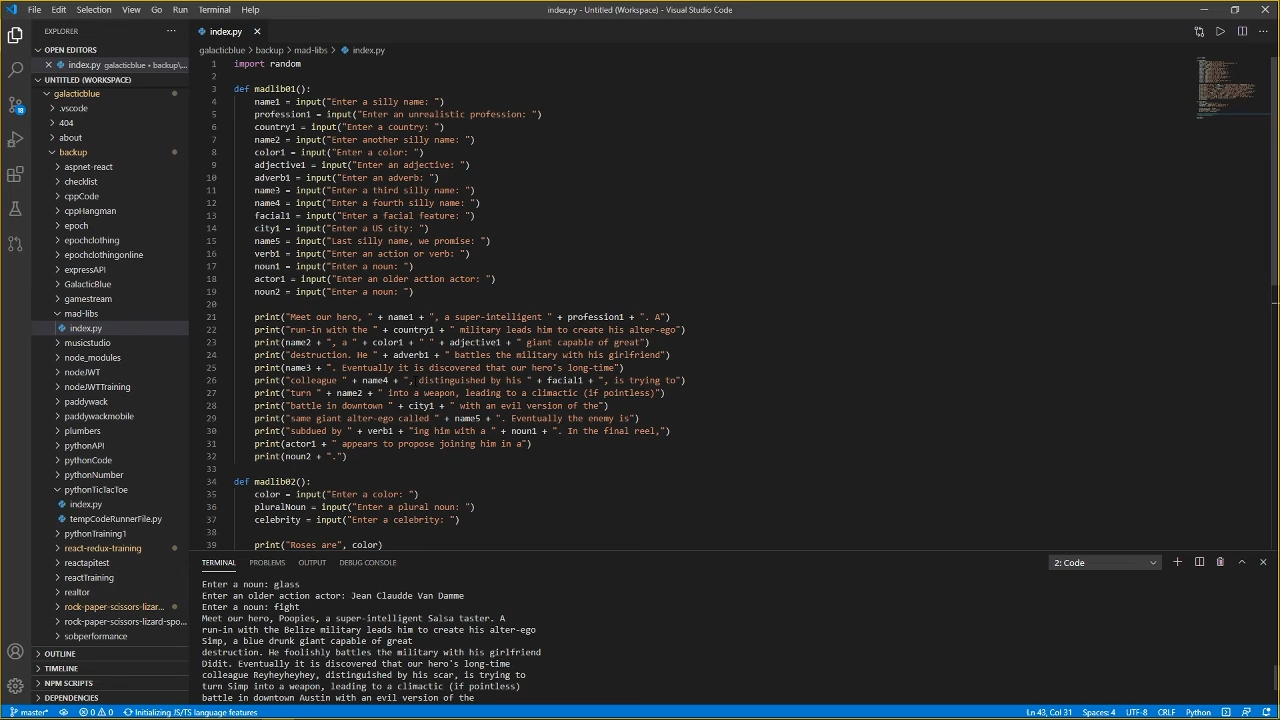 File Edit Selection View Go Run Terminal Help
index.py - Untitled (Workspace) - Visual Studio Code
EXPLORER
OPEN EDITORS
index.py galacticblue • backup\...
UNTITLED (WORKSPACE)
galacticblue
.vscode
404
about
backup
aspnet-react
checklist
cppCode
cppHangman
epoch
epochclothing
epochclothingonline
expressAPI
GalacticBlue
gamestream
mad-libs
index.py
musicstudio
node_modules
nodeJWT
nodeJWTTraining
paddywack
paddywackmobile
plumbers
pythonAPI
pythonCode
pythonNumber
pythonTicTacToe
index.py
tempCodeRunnerFile.py
pythonTraining1
react-redux-training
reactapitest
reactTraining
realtor
rock-paper-scissors-lizar...
rock-paper-scissors-lizard-spo...
sobperformance
OUTLINE
TIMELINE
NPM SCRIPTS
DEPENDENCIES
index.py
galacticblue > backup > mad-libs > index.py
1 import random
2
3 def madlib01():
4 name1 = input("Enter a silly name: ")
5 profession1 = input("Enter an unrealistic profession: ")
6 country1 = input("Enter a country: ")
7 name2 = input("Enter another silly name: ")
8 color1 = input("Enter a color: ")
9 adjective1 = input("Enter an adjective: ")
10 adverb1 = input("Enter an adverb: ")
11 name3 = input("Enter a third silly name: ")
12 name4 = input("Enter a fourth silly name: ")
13 facial1 = input("Enter a facial feature: ")
14 city1 = input("Enter a US city: ")
15 name5 = input("Last silly name, we promise: ")
16 verb1 = input("Enter an action or verb: ")
17 noun1 = input("Enter a noun: ")
18 actor1 = input("Enter an older action actor: ")
19 noun2 = input("Enter a noun: ")
20
21 print("Meet our hero, " + name1 + ", a super-intelligent " + profession1 + ". A")
22 print("run-in with the " + country1 + " military leads him to create his alter-ego")
23 print(name2 + ", a " + color1 + " " + adjective1 + " giant capable of great")
24 print("destruction. He " + adverb1 + " battles the military with his girlfriend")
25 print(name3 + ". Eventually it is discovered that our hero's long-time")
26 print("colleague " + name4 + ", distinguished by his " + facial1 + ", is trying to")
27 print("turn " + name2 + " into a weapon, leading to a climactic (if pointless)")
28 print("battle in downtown " + city1 + " with an evil version of the")
29 print("same giant alter-ego called " + name5 + ". Eventually the enemy is")
30 print("subdued by " + verb1 + "ing him with a " + noun1 + ". In the final reel,")
31 print(actor1 + " appears to propose joining him in a")
32 print(noun2 + ".")
33
34 def madlib02():
35 color = input("Enter a color: ")
36 pluralNoun = input("Enter a plural noun: ")
37 celebrity = input("Enter a celebrity: ")
38
39 print("Roses are", color)
TERMINAL PROBLEMS OUTPUT DEBUG CONSOLE
2: Code
Enter a noun: glass
Enter an older action actor: Jean Claudde Van Damme
Enter a noun: fight
Meet our hero, Poopies, a super-intelligent Salsa taster. A
run-in with the Belize military leads him to create his alter-ego
Simp, a blue drunk giant capable of great
destruction. He foolishly battles the military with his girlfriend
Didit. Eventually it is discovered that our hero's long-time
colleague Reyheyheyhey, distinguished by his scar, is trying to
turn Simp into a weapon, leading to a climactic (if pointless)
battle in downtown Austin with an evil version of the
master* 0 0 Initializing JS/TS language features
Ln 43, Col 31 Spaces: 4 UTF-8 CRLF Python